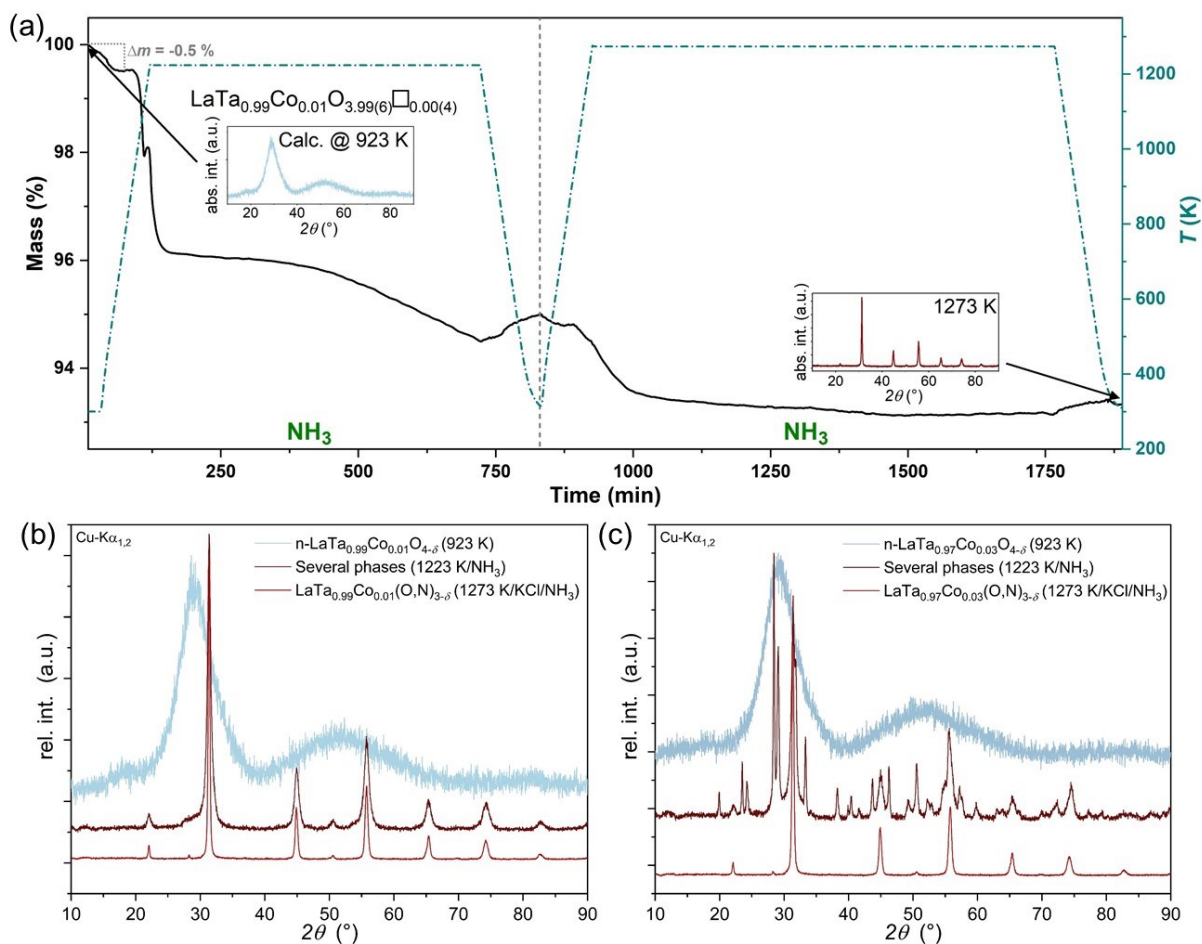 (a)
Δm = -0.5 %
LaTa0.99Co0.01O3.99(6)□0.00(4)
Calc. @ 923 K
abs. int. (a.u.)
20 40 60 80
2θ (°)
1273 K
abs. int. (a.u.)
20 40 60 80
2θ (°)
NH3 NH3
100
98
96
94
Mass (%)
1200
1000
800
600
400
200
T (K)
250 500 750 1000 1250 1500 1750
Time (min)
(b)
Cu-Kα1,2
n-LaTa0.99Co0.01O4-δ (923 K)
Several phases (1223 K/NH3)
LaTa0.99Co0.01(O,N)3-δ (1273 K/KCl/NH3)
rel. int. (a.u.)
10 20 30 40 50 60 70 80 90
2θ (°)
(c)
Cu-Kα1,2
n-LaTa0.97Co0.03O4-δ (923 K)
Several phases (1223 K/NH3)
LaTa0.97Co0.03(O,N)3-δ (1273 K/KCl/NH3)
rel. int. (a.u.)
10 20 30 40 50 60 70 80 90
2θ (°)